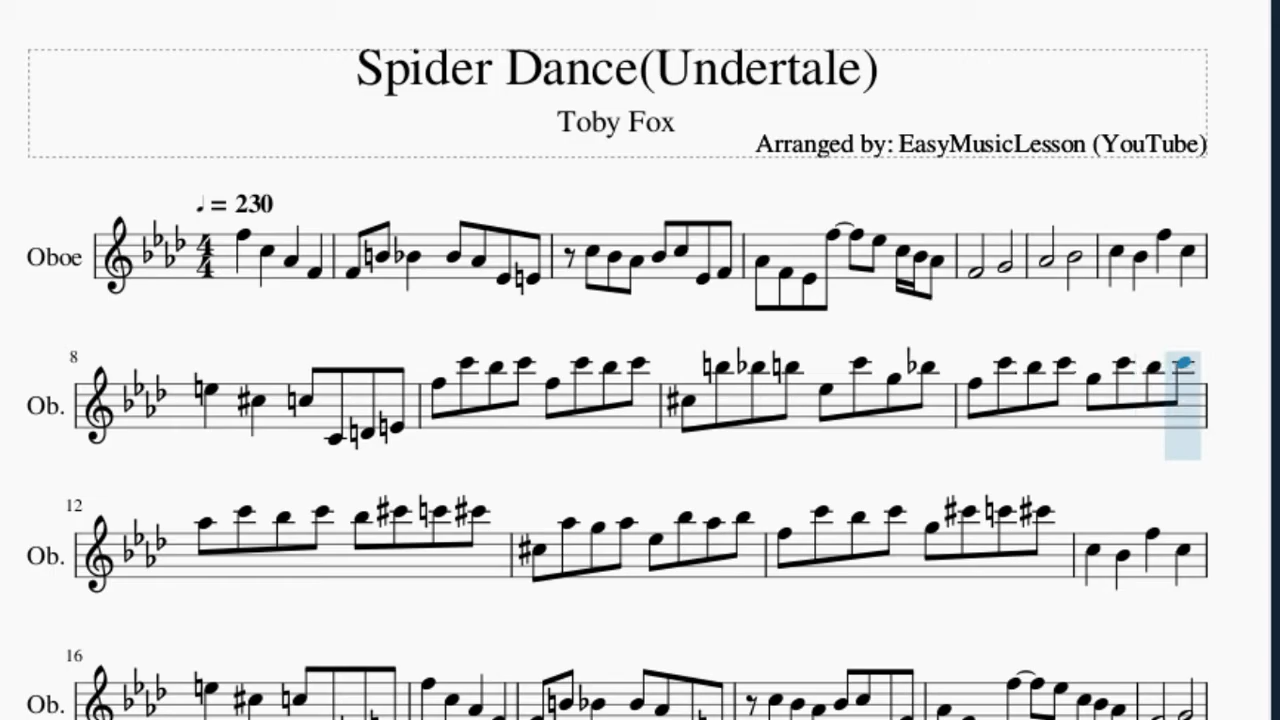 Spider Dance(Undertale)
Toby Fox
Arranged by: EasyMusicLesson (YouTube)
♩ = 230
Oboe
4
4
8
Ob.
12
Ob.
16
Ob.